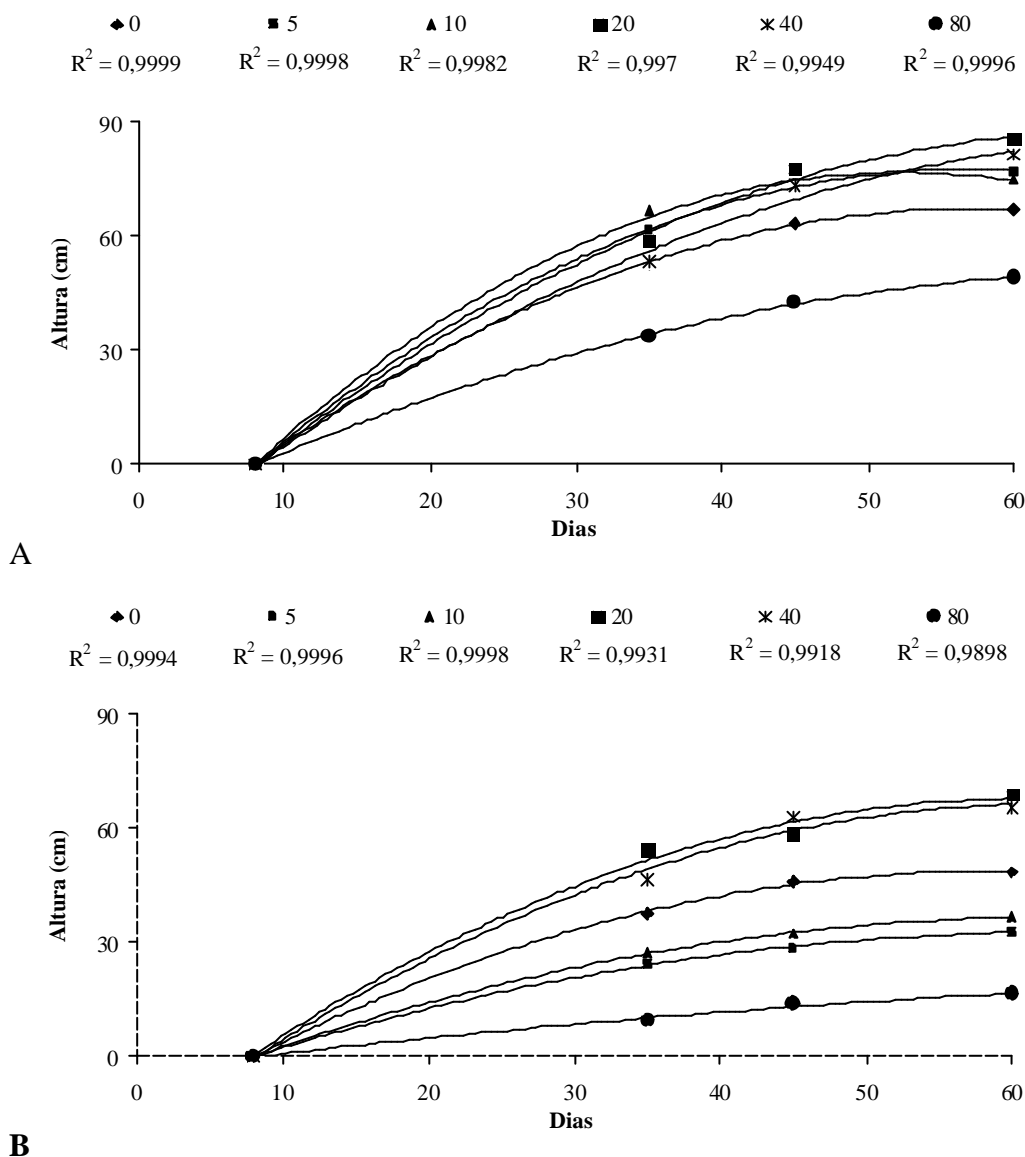 0 5 10 20 40 80
R² = 0,9999 R² = 0,9998 R² = 0,9982 R² = 0,997 R² = 0,9949 R² = 0,9996
90
60
30
0
Altura (cm)
0 10 20 30 40 50 60
Dias
A
0 5 10 20 40 80
R² = 0,9994 R² = 0,9996 R² = 0,9998 R² = 0,9931 R² = 0,9918 R² = 0,9898
90
60
30
0
Altura (cm)
0 10 20 30 40 50 60
Dias
B